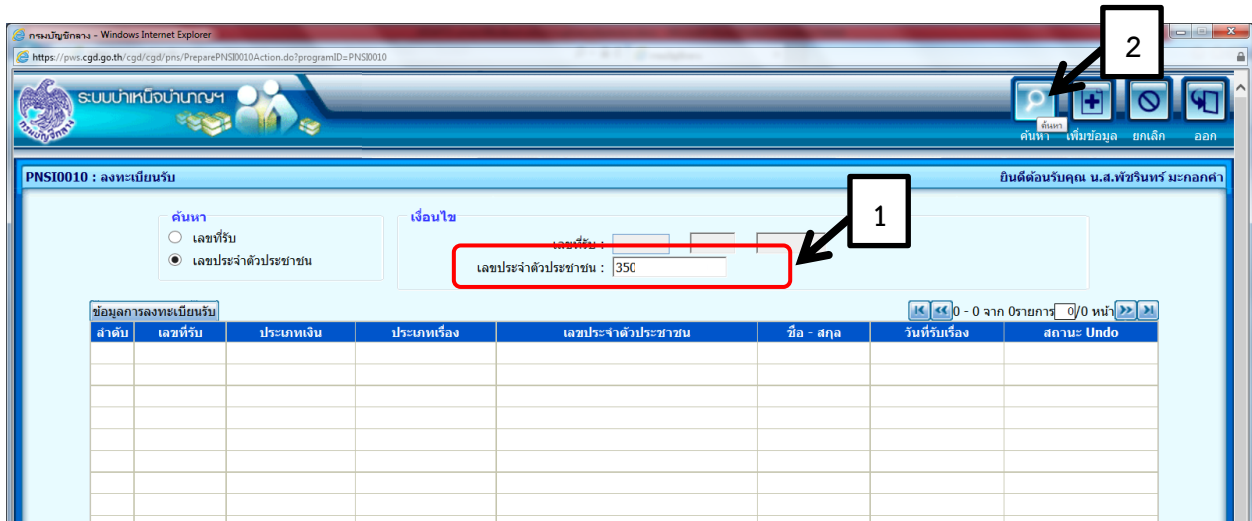 2
กรมบัญชีกลาง - Windows Internet Explorer
https://pws.cgd.go.th/cgd/cgd/pns/PreparePNSI0010Action.do?programID=PNSI0010
ระบบบำเหน็จบำนาญฯ
กรมบัญชีกลาง
ค้นหา
ค้นหา เพิ่มข้อมูล ยกเลิก ออก
PNSI0010 : ลงทะเบียนรับ ยินดีต้อนรับคุณ น.ส.พัชรินทร์ มะกอกคำ
1
ค้นหา เงื่อนไข
เลขที่รับ เลขที่รับ :
เลขประจำตัวประชาชน เลขประจำตัวประชาชน : 350
ข้อมูลการลงทะเบียนรับ 0 - 0 จาก 0รายการ 0/0 หน้า
ลำดับ เลขที่รับ ประเภทเงิน ประเภทเรื่อง เลขประจำตัวประชาชน ชื่อ - สกุล วันที่รับเรื่อง สถานะ Undo